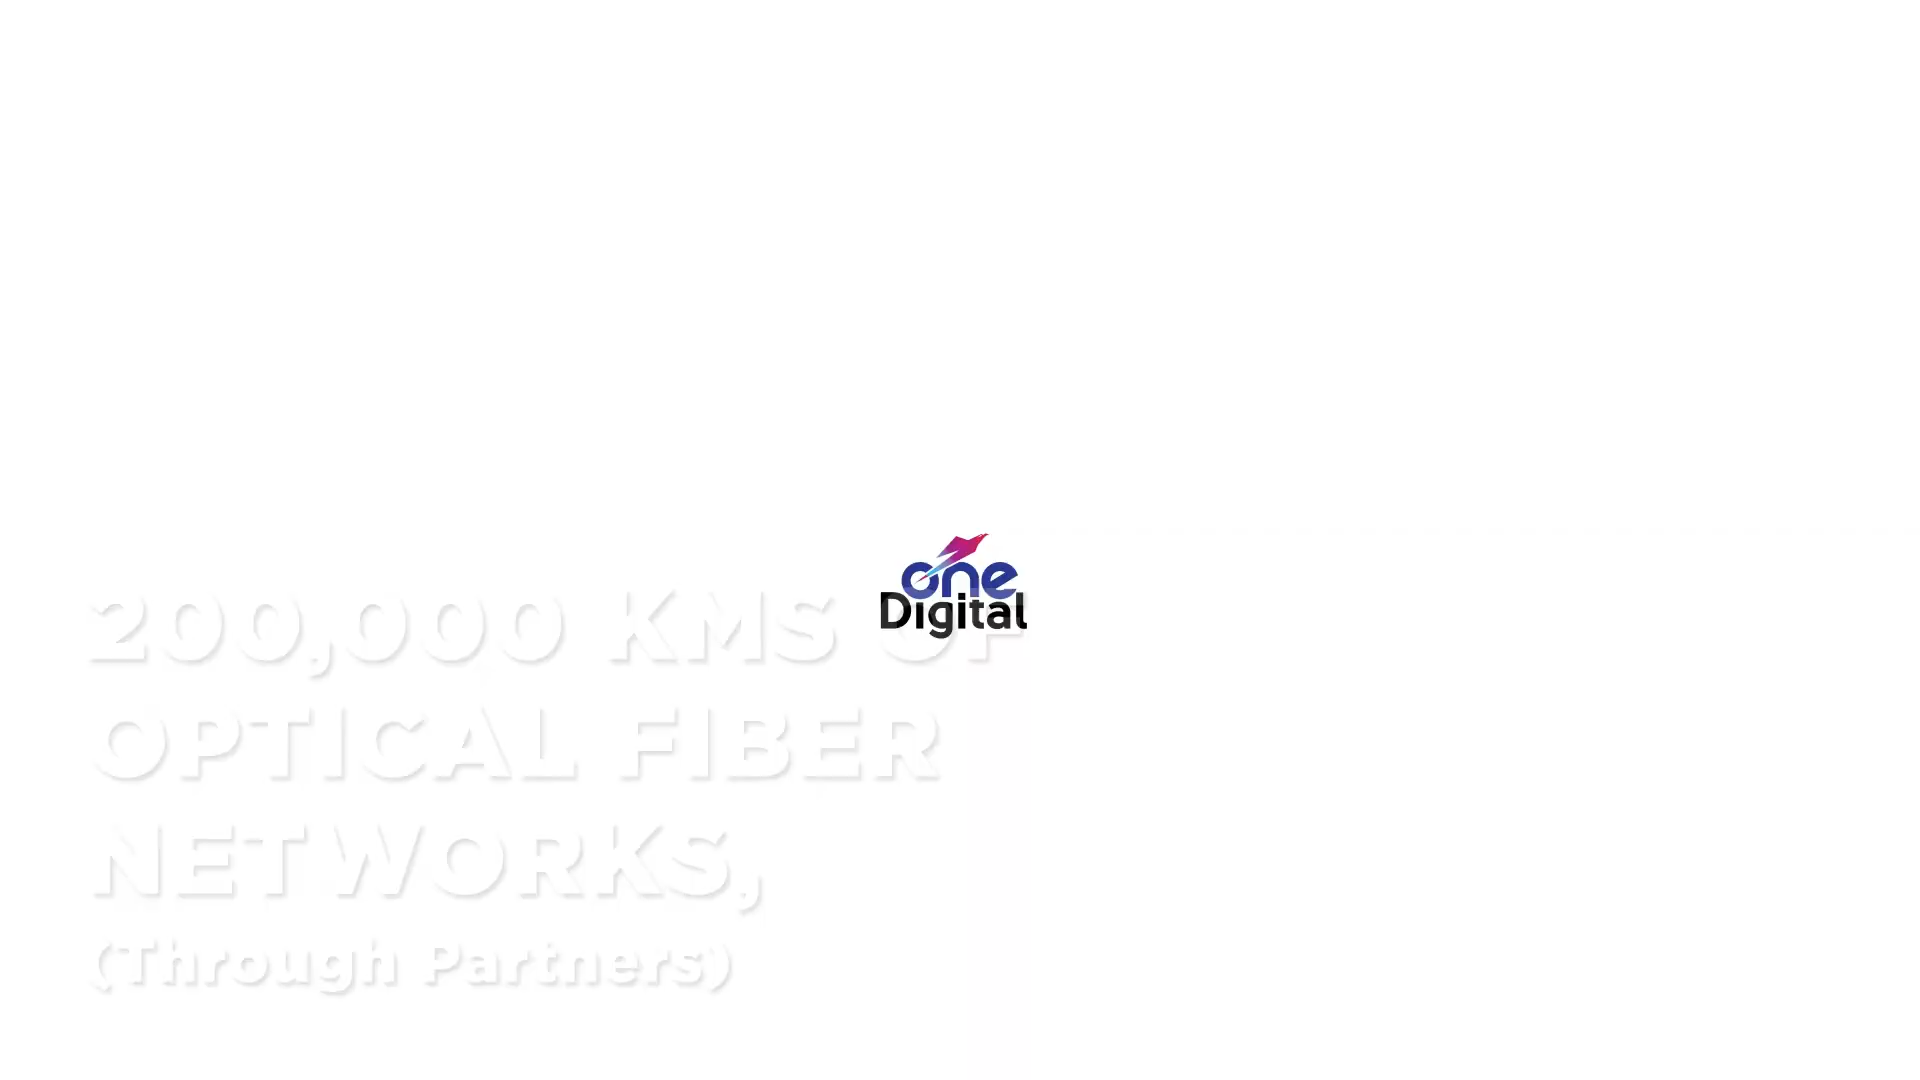 one
Digital
200,000 KMS OF
OPTICAL FIBER
NETWORKS,
(Through Partners)